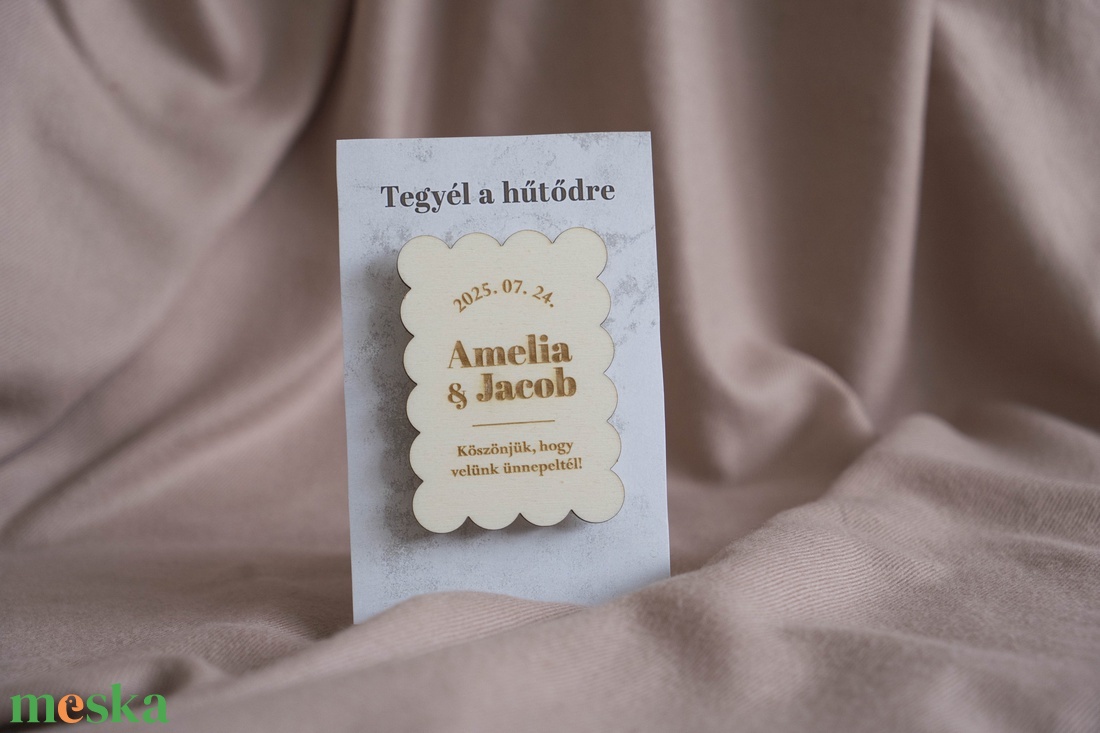 Tegyél a hűtődre
2025. 07. 24.
Amelia
& Jacob
Köszönjük, hogy
velünk ünnepeltél!
meska